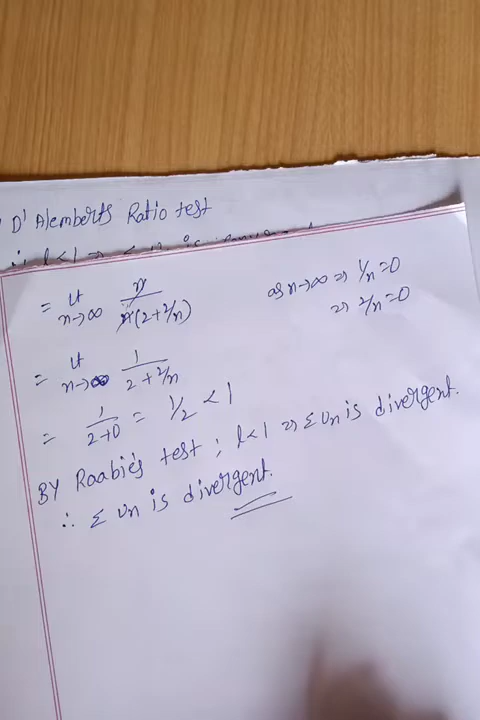 D' Alemberts Ratio test
= lt n→∞ n/n(2+2/n) as n→∞ ⇒ 1/n = 0
⇒ 2/n = 0
= lt n→∞ 1/2+2/n
= 1/2+0 = 1/2 < 1
BY Raabie's test ; l<1 ⇒ Σun is divergent.
∴ Σ un is divergent.